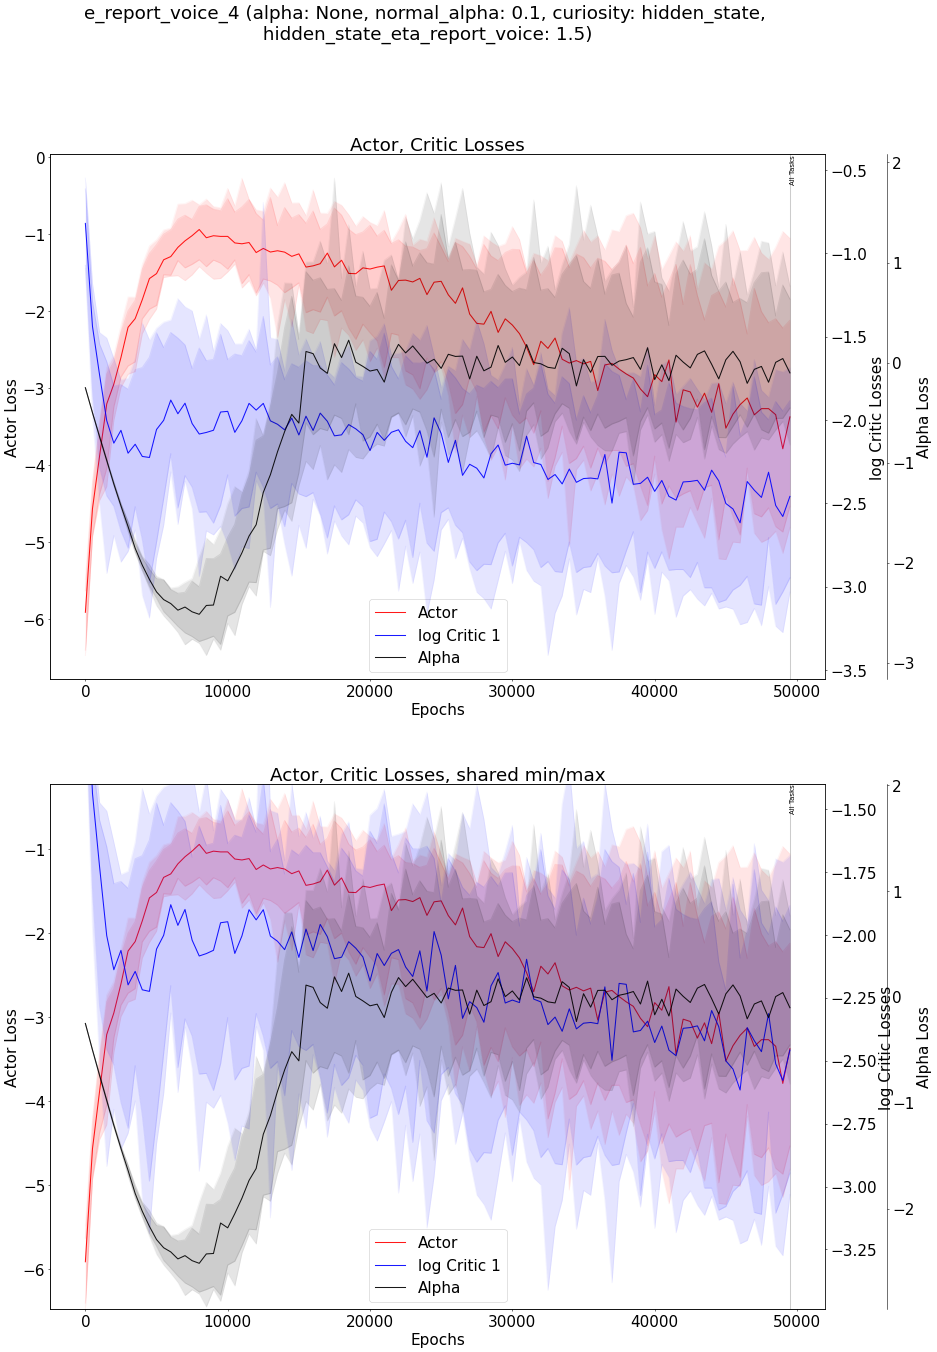 e_report_voice_4 (alpha: None, normal_alpha: 0.1, curiosity: hidden_state,
hidden_state_eta_report_voice: 1.5)
Actor, Critic Losses
0
−1
−2
−3
−4
−5
−6
Actor Loss
0
10000
20000
30000
40000
50000
Epochs
−0.5
−1.0
−1.5
−2.0
−2.5
−3.0
−3.5
log Critic Losses
2
1
0
−1
−2
−3
Alpha Loss
All Tasks
Actor
log Critic 1
Alpha
Actor, Critic Losses, shared min/max
−1
−2
−3
−4
−5
−6
Actor Loss
0
10000
20000
30000
40000
50000
Epochs
−1.50
−1.75
−2.00
−2.25
−2.50
−2.75
−3.00
−3.25
log Critic Losses
2
1
0
−1
−2
Alpha Loss
All Tasks
Actor
log Critic 1
Alpha